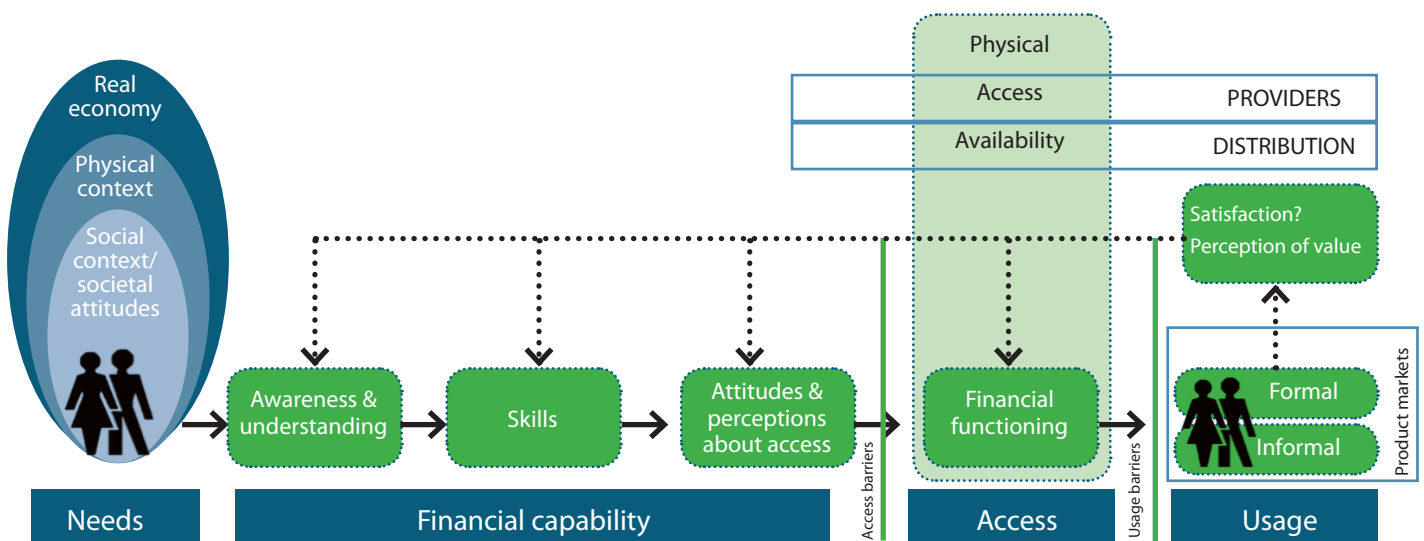 Real
economy
Physical
context
Social
context/
societal
attitudes
Physical
Access
PROVIDERS
Availability
DISTRIBUTION
Satisfaction?
Perception of value
Awareness &
understanding
Skills
Attitudes &
perceptions
about access
Access barriers
Financial
functioning
Usage barriers
Formal
Informal
Product markets
Needs
Financial capability
Access
Usage